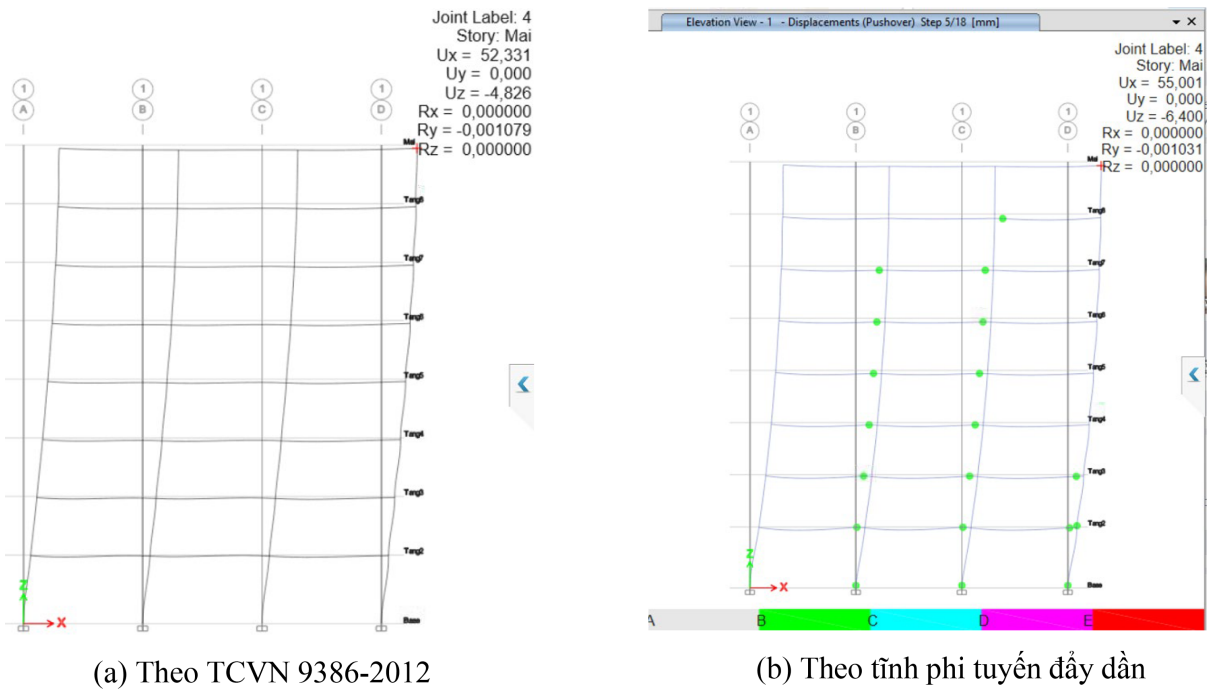 Joint Label: 4
Story: Mai
Ux = 52,331
Uy = 0,000
Uz = -4,826
Rx = 0,000000
Ry = -0,001079
Rz = 0,000000
1 1 1 1
A B C D
Mai
Tang8
Tang7
Tang6
Tang5
Tang4
Tang3
Tang2
Base
Z
X
(a) Theo TCVN 9386-2012
Elevation View - 1 - Displacements (Pushover) Step 5/18 [mm]
Joint Label: 4
Story: Mai
Ux = 55,001
Uy = 0,000
Uz = -6,400
Rx = 0,000000
Ry = -0,001031
Rz = 0,000000
1 1 1 1
A B C D
Mai
Tang8
Tang7
Tang6
Tang5
Tang4
Tang3
Tang2
Base
Z
X
A B C D E
(b) Theo tĩnh phi tuyến đẩy dần